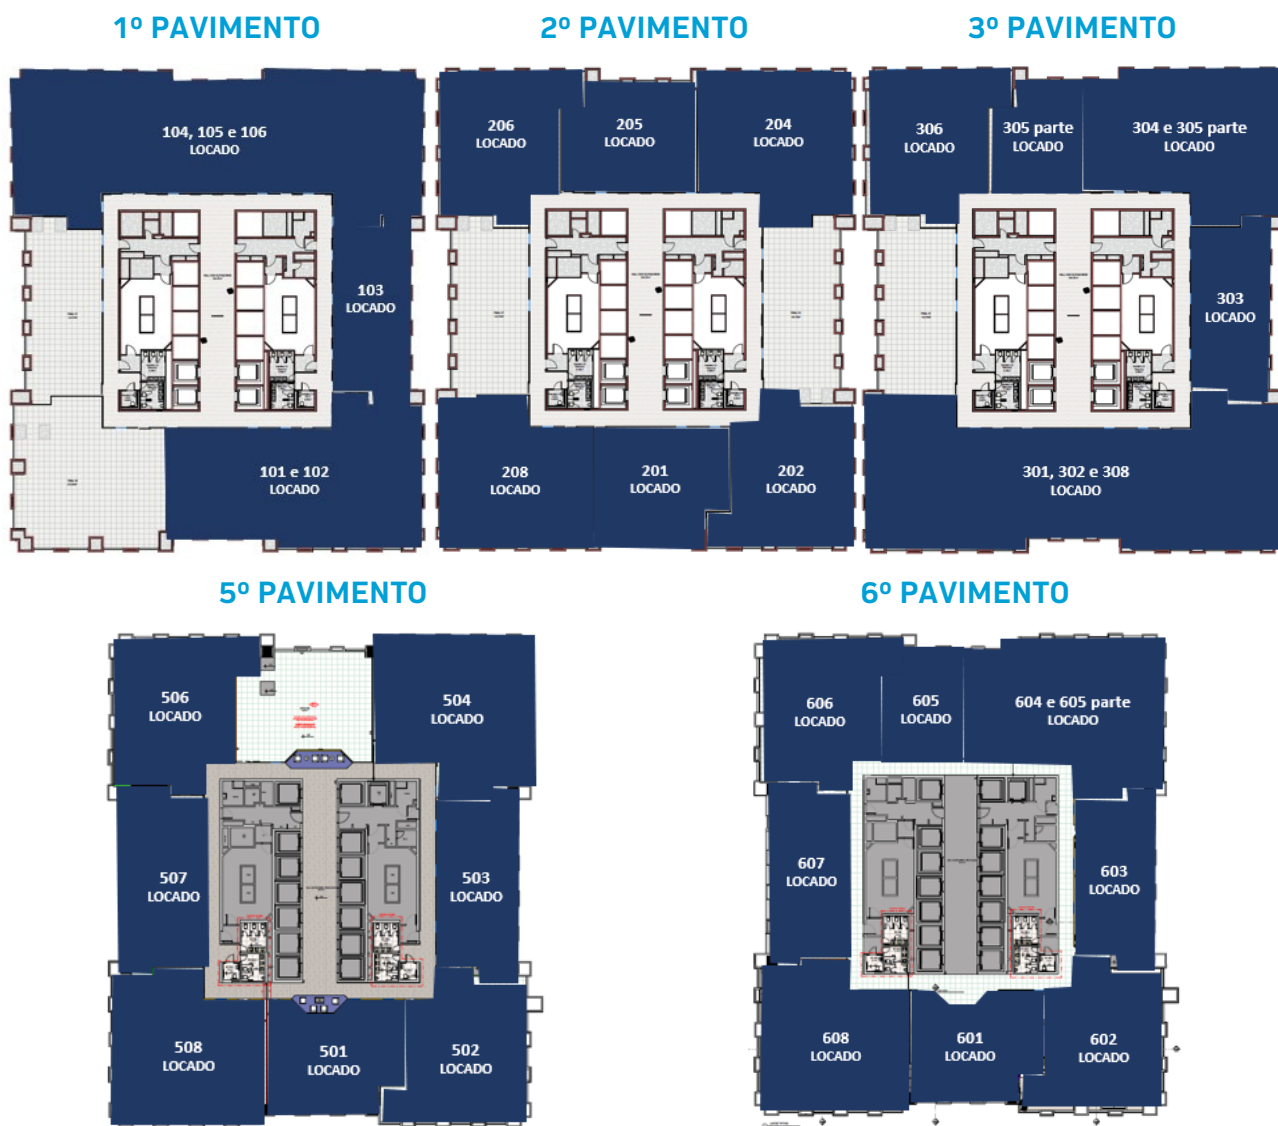 1º PAVIMENTO
2º PAVIMENTO
3º PAVIMENTO
104, 105 e 106
LOCADO
103
LOCADO
101 e 102
LOCADO
206
LOCADO
205
LOCADO
204
LOCADO
208
LOCADO
201
LOCADO
202
LOCADO
306
LOCADO
305 parte
LOCADO
304 e 305 parte
LOCADO
303
LOCADO
301, 302 e 308
LOCADO
5º PAVIMENTO
6º PAVIMENTO
506
LOCADO
504
LOCADO
507
LOCADO
503
LOCADO
508
LOCADO
501
LOCADO
502
LOCADO
606
LOCADO
605
LOCADO
604 e 605 parte
LOCADO
607
LOCADO
603
LOCADO
608
LOCADO
601
LOCADO
602
LOCADO